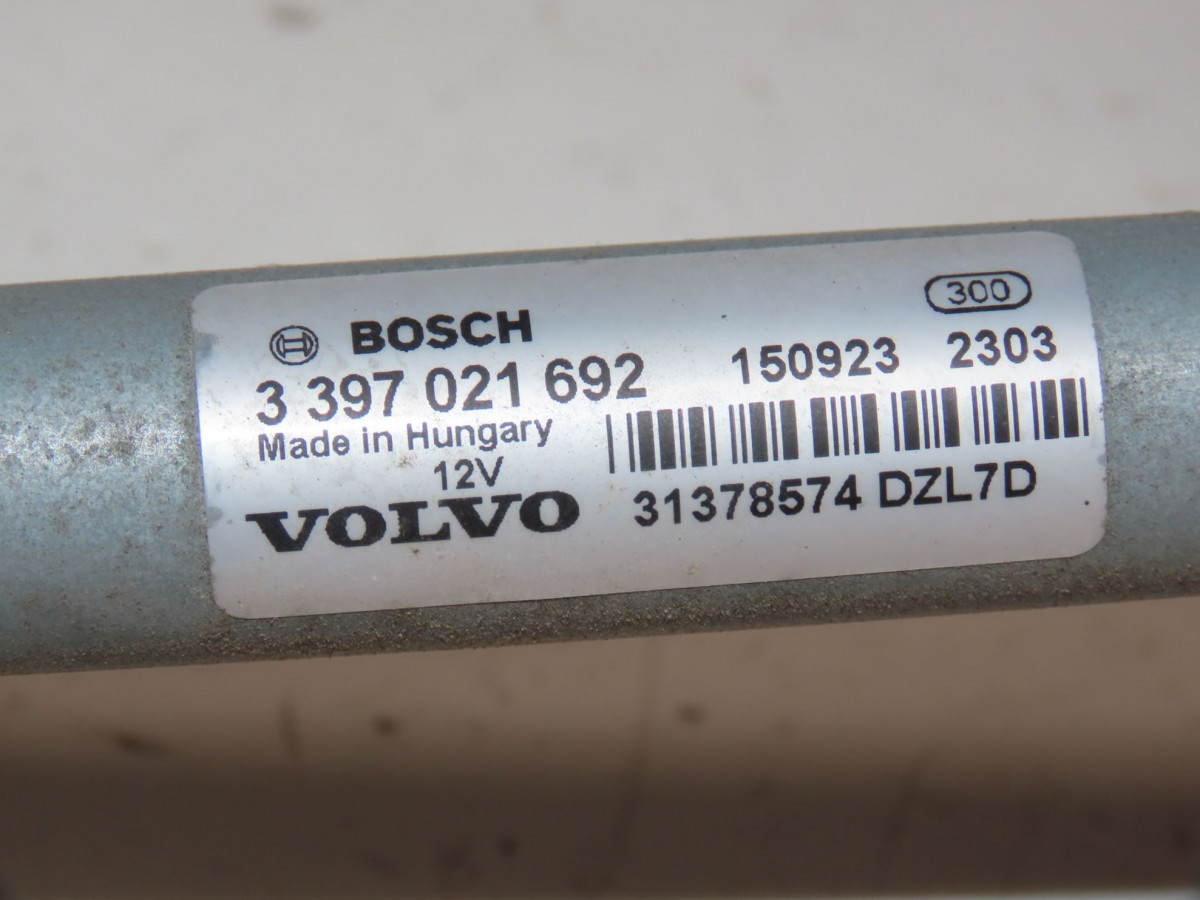 BOSCH
300
3 397 021 692
150923 2303
Made in Hungary
12V
VOLVO
31378574 DZL7D